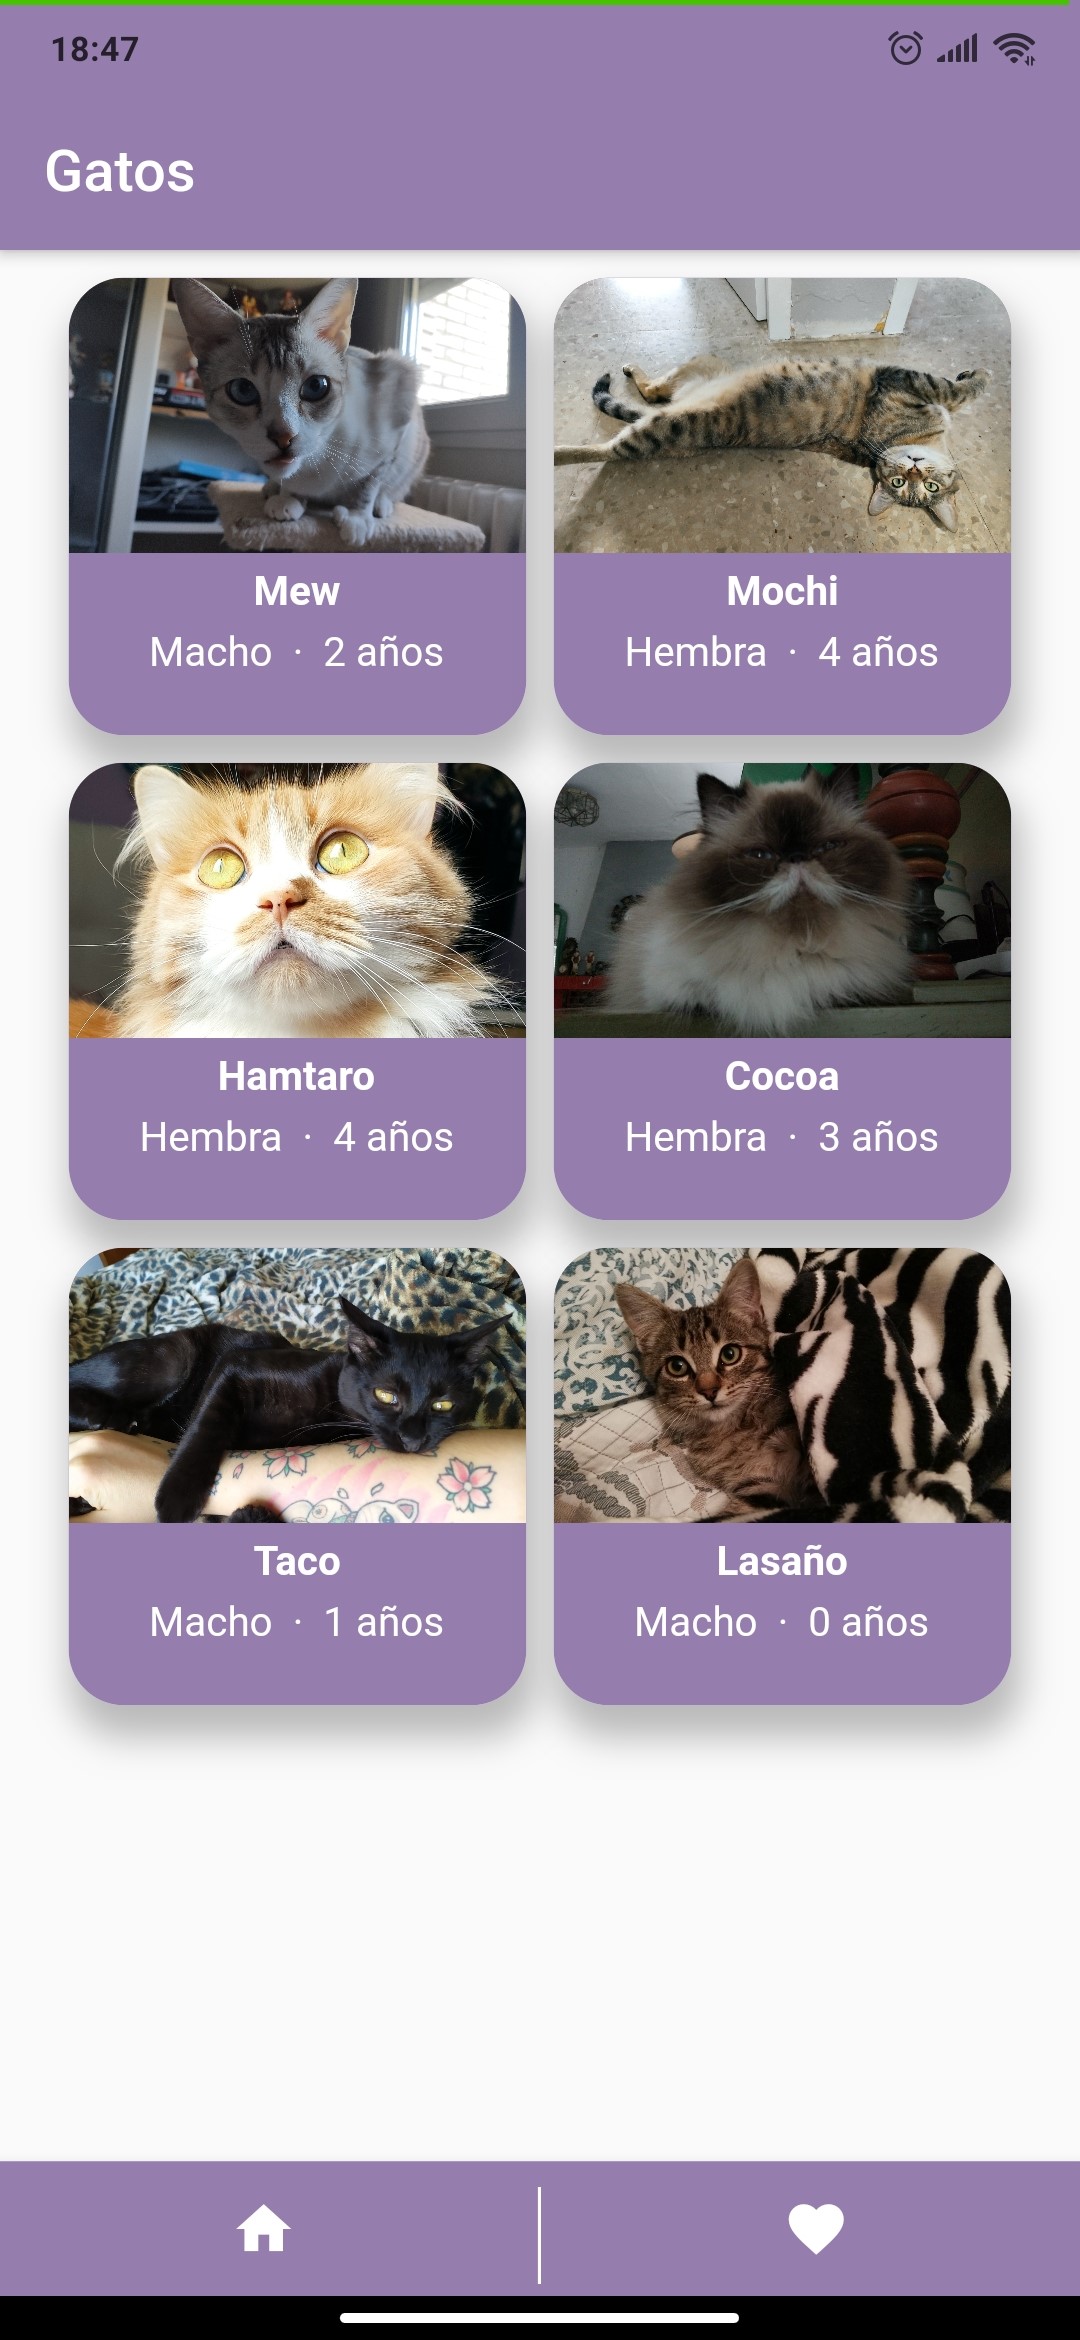 18:47
Gatos
Mew
Macho · 2 años
Mochi
Hembra · 4 años
Hamtaro
Hembra · 4 años
Cocoa
Hembra · 3 años
Taco
Macho · 1 años
Lasaño
Macho · 0 años